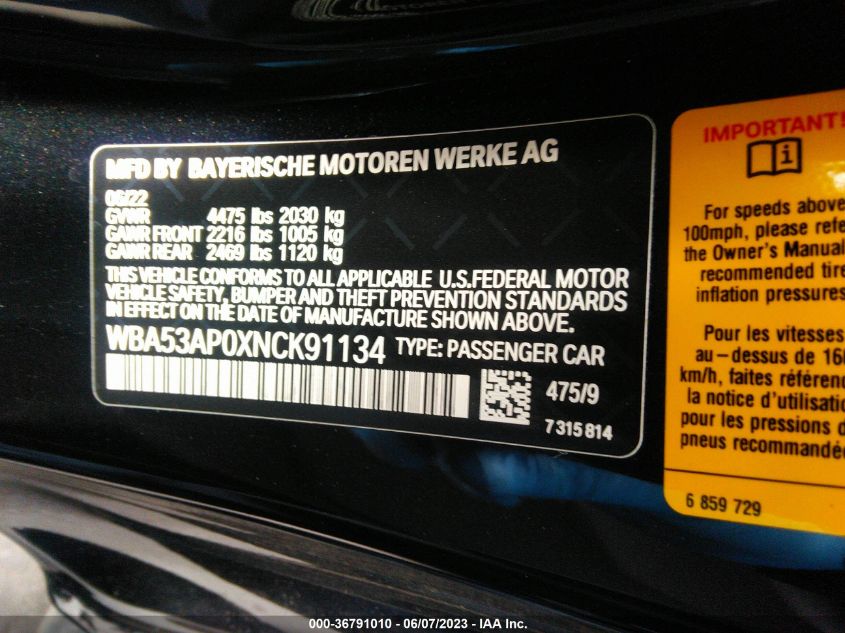 MFD BY BAYERISCHE MOTOREN WERKE AG
06/22
GVWR 4475 lbs 2030 kg
GAWR FRONT 2216 lbs 1005 kg
GAWR REAR 2469 lbs 1120 kg
THIS VEHICLE CONFORMS TO ALL APPLICABLE U.S.FEDERAL MOTOR
VEHICLE SAFETY, BUMPER AND THEFT PREVENTION STANDARDS
IN EFFECT ON THE DATE OF MANUFACTURE SHOWN ABOVE.
WBA53AP0XNCK91134 TYPE: PASSENGER CAR
475/9
7 315 814
IMPORTANT!
For speeds above
100mph, please refe
the Owner's Manual
recommended tire
inflation pressures
Pour les vitesses
au-dessus de 160
km/h, faites référenc
la notice d'utilisatio
pour les pressions d
pneus recommandée
6 859 729
000-36791010 - 06/07/2023 - IAA Inc.